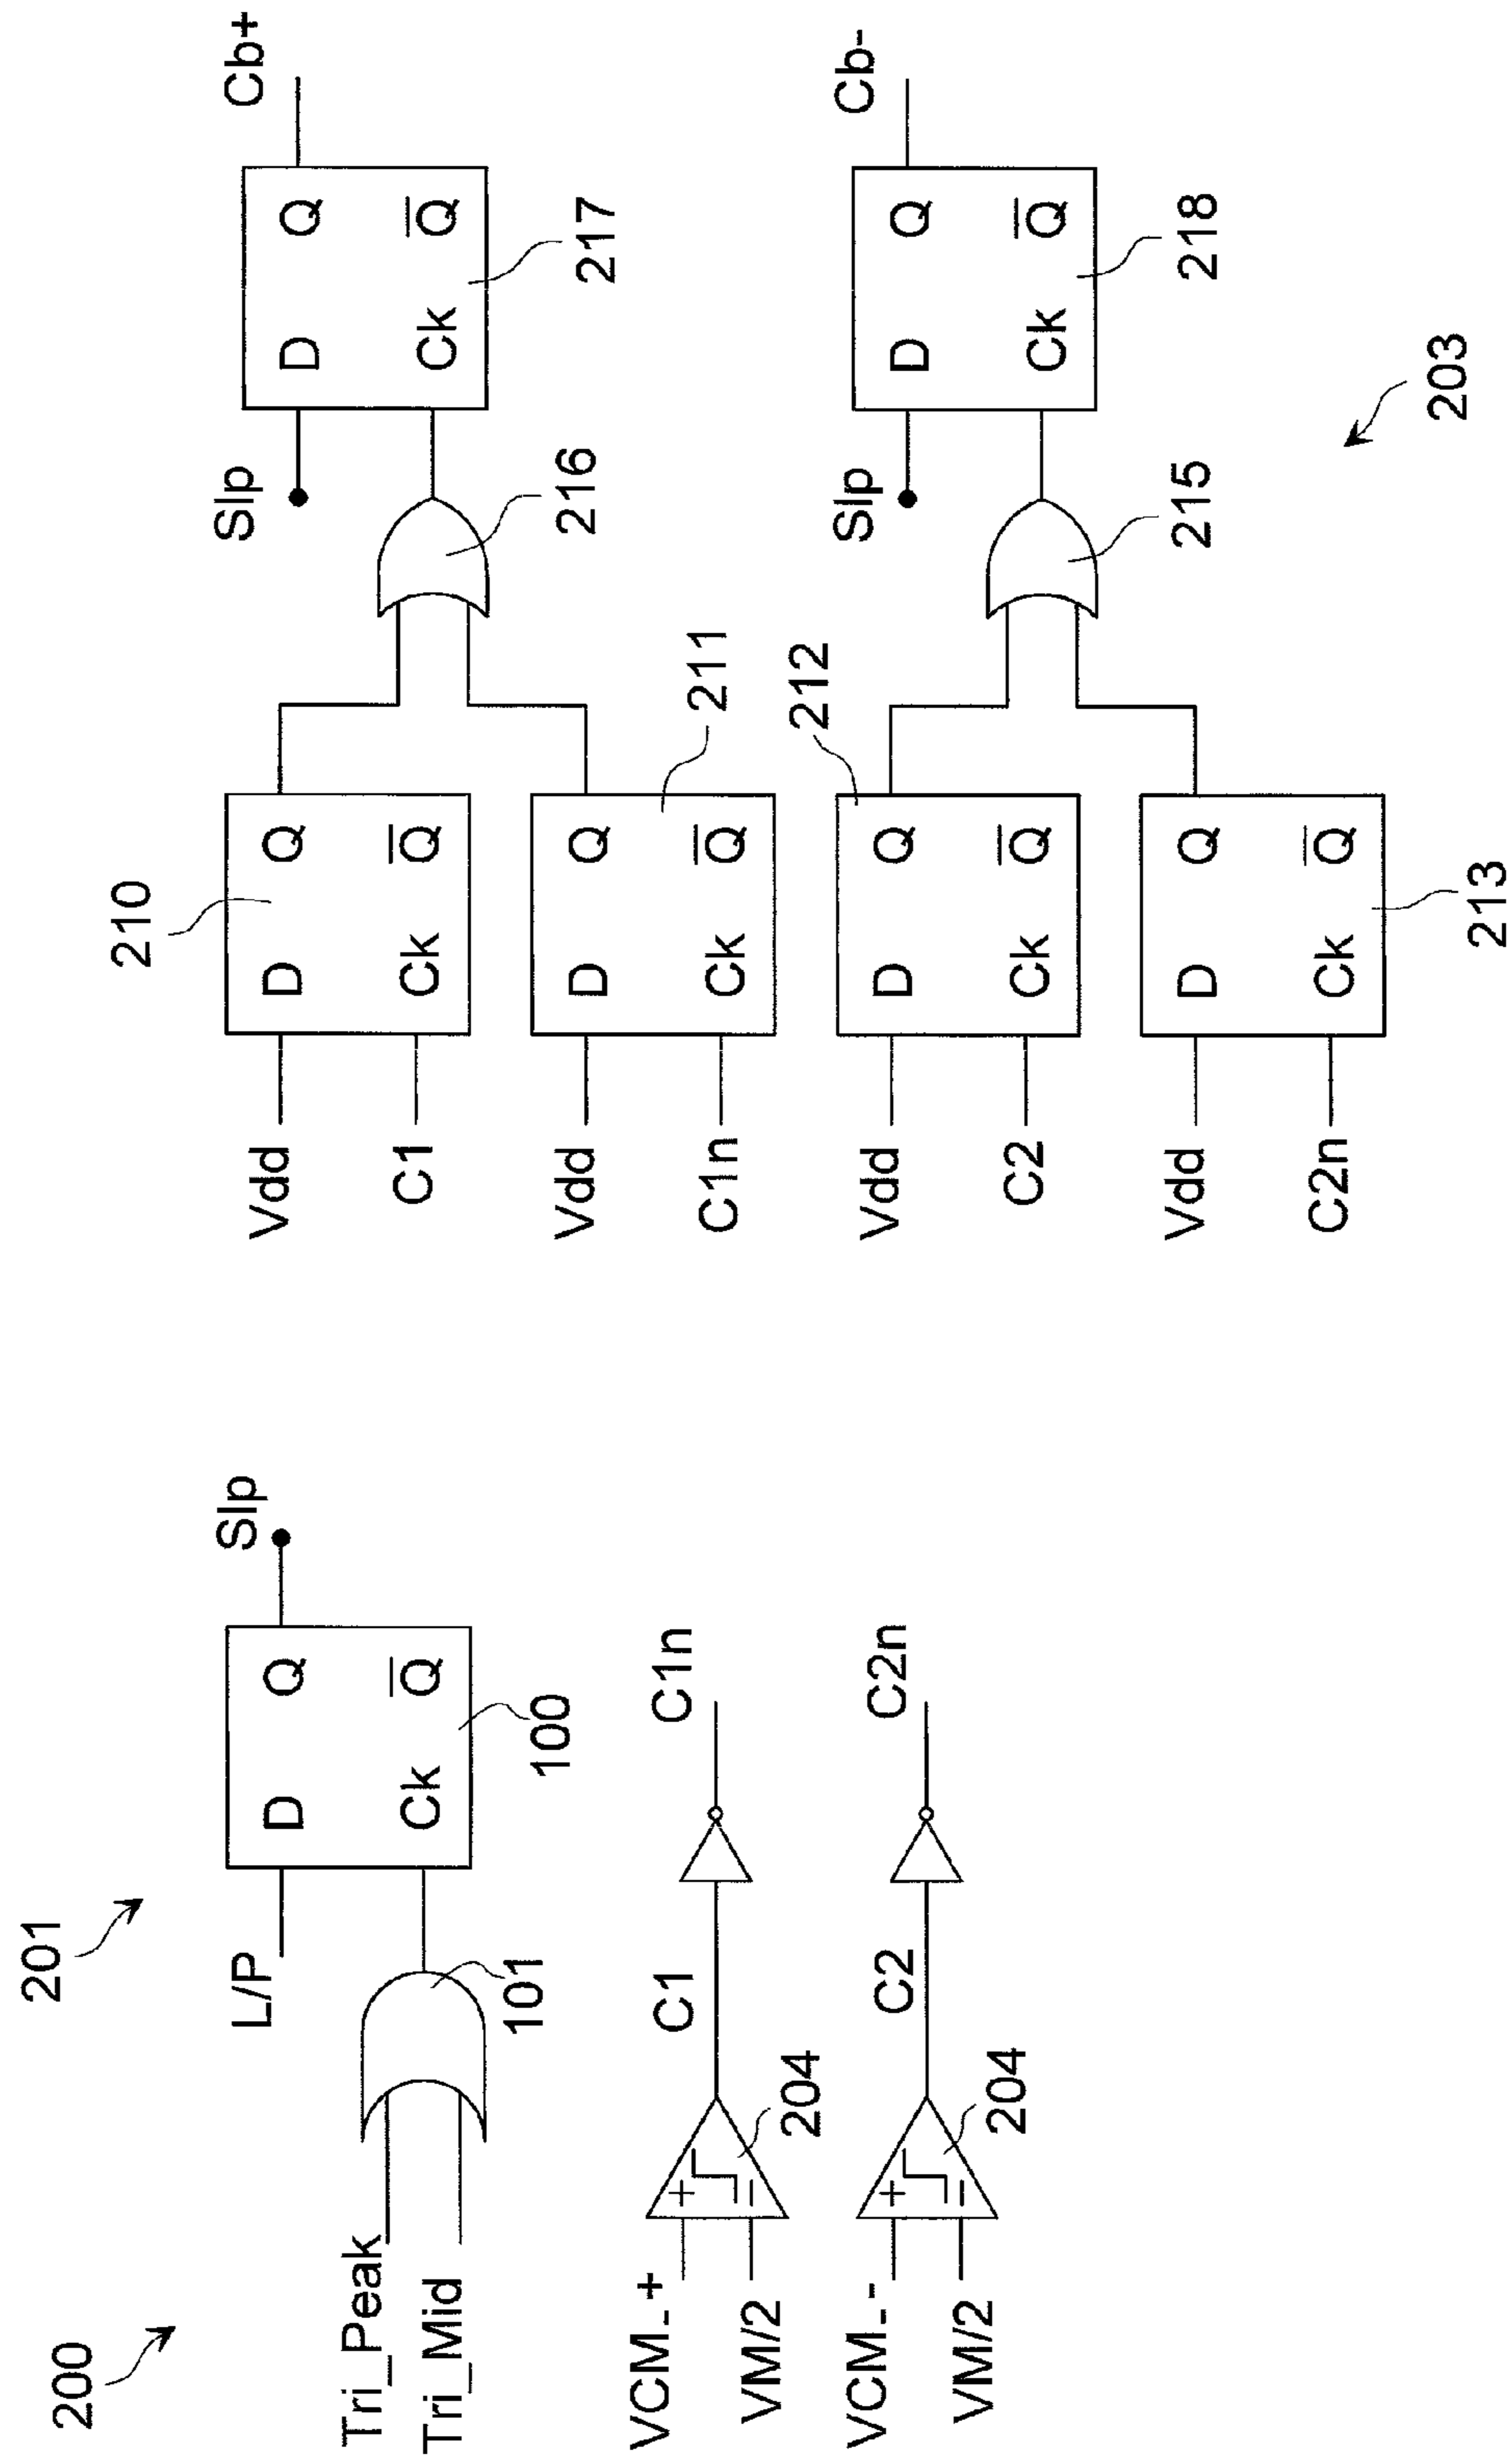 200
201
Tri_Peak
Tri_Mid
101
L/P
D
Q
Ck
Q
100
Slp
VCM_+
VM/2
+
−
204
C1
C1n
VCM_-
VM/2
+
−
204
C2
C2n
Vdd
C1
D
Q
Ck
Q
210
Vdd
C1n
D
Q
Ck
Q
211
216
Slp
D
Q
Ck
Q
217
Cb+
Vdd
C2
D
Q
Ck
Q
212
Vdd
C2n
D
Q
Ck
Q
213
215
Slp
D
Q
Ck
Q
218
Cb-
203